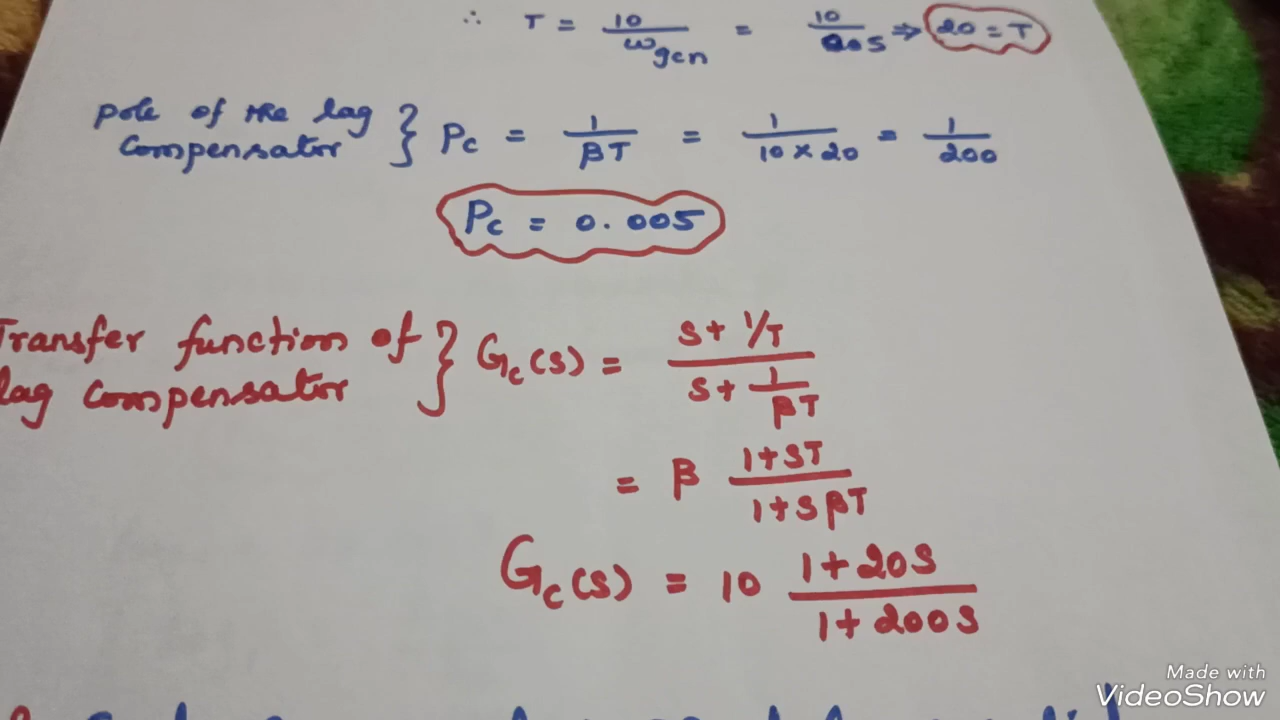 ∴ T = 10/ωgcn = 10/0.5 ⇒ 20 = T
Pole of the lag compensator } Pc = 1/βT = 1/10×20 = 1/200
Pc = 0.005
Transfer function of lag compensator } Gc(s) = s+1/T / s+1/βT
= β 1+ST / 1+SβT
Gc(s) = 10 1+20S / 1+200S
Made with
VideoShow